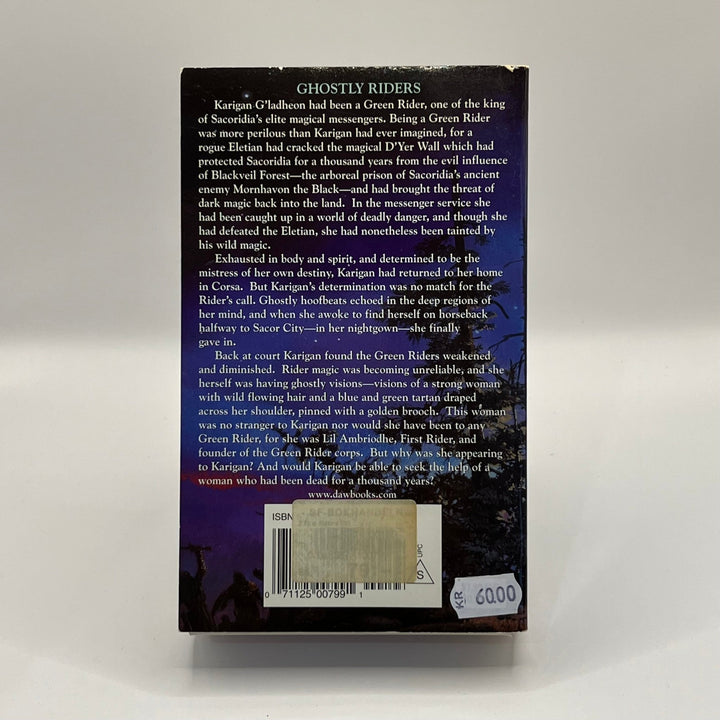 GHOSTLY RIDERS
Karigan G'ladheon had been a Green Rider, one of the king
of Sacoridia's elite magical messengers. Being a Green Rider
was more perilous than Karigan had ever imagined, for a
rogue Eletian had cracked the magical D'Yer Wall which had
protected Sacoridia for a thousand years from the evil influence
of Blackveil Forest—the arboreal prison of Sacoridia's ancient
enemy Mornhavon the Black—and had brought the threat of
dark magic back into the land. In the messenger service she
had been caught up in a world of deadly danger, and though she
had defeated the Eletian, she had nonetheless been tainted by
his wild magic.
Exhausted in body and spirit, and determined to be the
mistress of her own destiny, Karigan had returned to her home
in Corsa. But Karigan's determination was no match for the
Rider's call. Ghostly hoofbeats echoed in the deep regions of
her mind, and when she awoke to find herself on horseback
halfway to Sacor City—in her nightgown—she finally
gave in.
Back at court Karigan found the Green Riders weakened
and diminished. Rider magic was becoming unreliable, and she
herself was having ghostly visions—visions of a strong woman
with wild flowing hair and a blue and green tartan draped
across her shoulder, pinned with a golden brooch. This woman
was no stranger to Karigan nor would she have been to any
Green Rider, for she was Lil Ambriodhe, First Rider, and
founder of the Green Rider corps. But why was she appearing
to Karigan? And would Karigan be able to seek the help of a
woman who had been dead for a thousand years?
www.dawbooks.com
ISBN
SF-BOKHANDELN
UPC
S
0 71125 00799 1
KR 6000